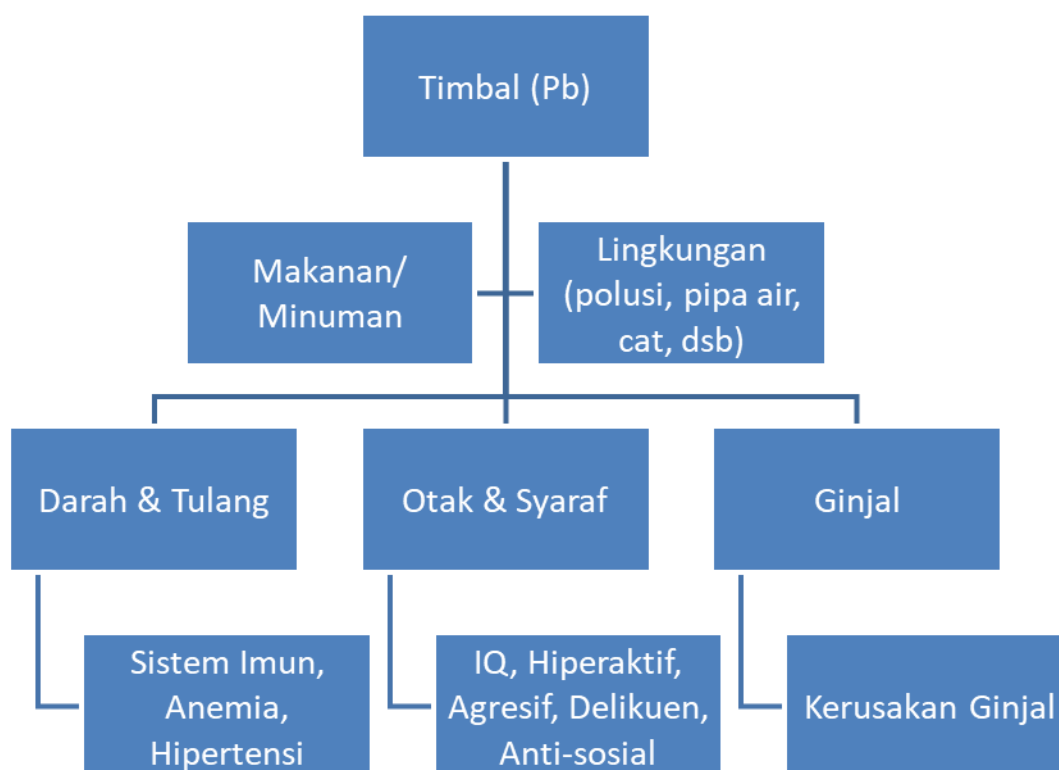 Timbal (Pb)
Makanan/
Minuman
Lingkungan
(polusi, pipa air,
cat, dsb)
Darah & Tulang
Otak & Syaraf
Ginjal
Sistem Imun,
Anemia,
Hipertensi
IQ, Hiperaktif,
Agresif, Delikuen,
Anti-sosial
Kerusakan Ginjal